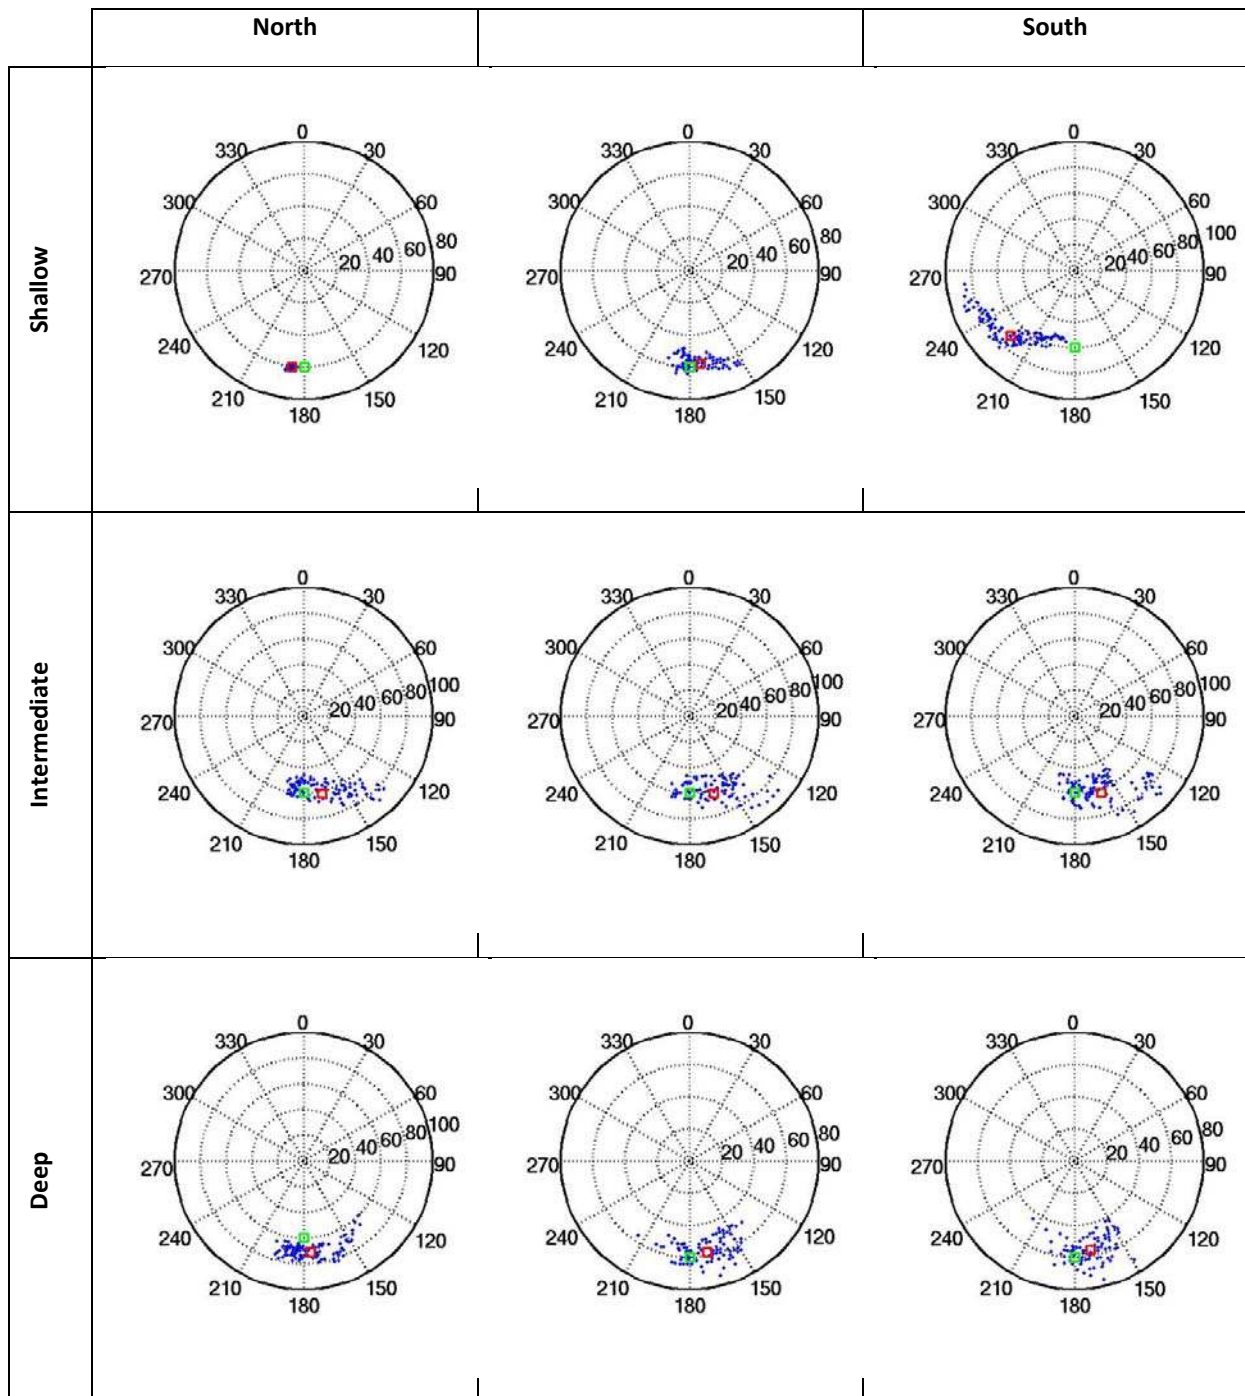 North South
Shallow
0 0 0
330 30 330 30 330 30
300 60 300 60 300 60
80 80 100
20 40 60 20 40 60 20 40 60 80
270 90 270 90 270 90
240 120 240 120 240 120
210 150 210 150 210 150
180 180 180
Intermediate
0 0 0
330 30 330 30 330 30
300 60 300 60 300 60
20 40 60 80 100 20 40 60 80 100 20 40 60 80 100
270 90 270 90 270 90
240 120 240 120 240 120
210 150 210 150 210 150
180 180 180
Deep
0 0 0
330 30 330 30 330 30
300 60 300 60 300 60
20 40 60 80 100 20 40 60 80 20 40 60 80
270 90 270 90 270 90
240 120 240 120 240 120
210 150 210 150 210 150
180 180 180